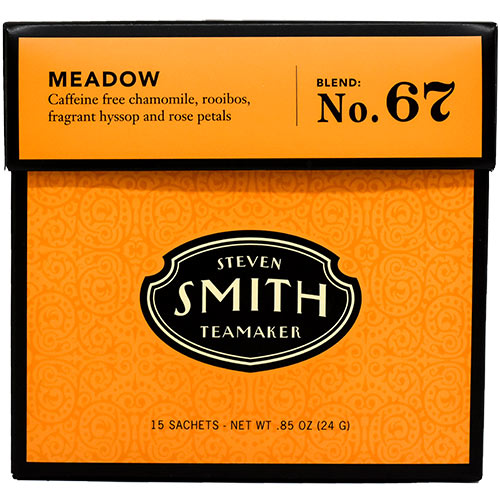 MEADOW
Caffeine free chamomile, rooibos,
fragrant hyssop and rose petals
BLEND:
No. 67
STEVEN
SMITH
TEAMAKER
15 SACHETS - NET WT .85 OZ (24 G)